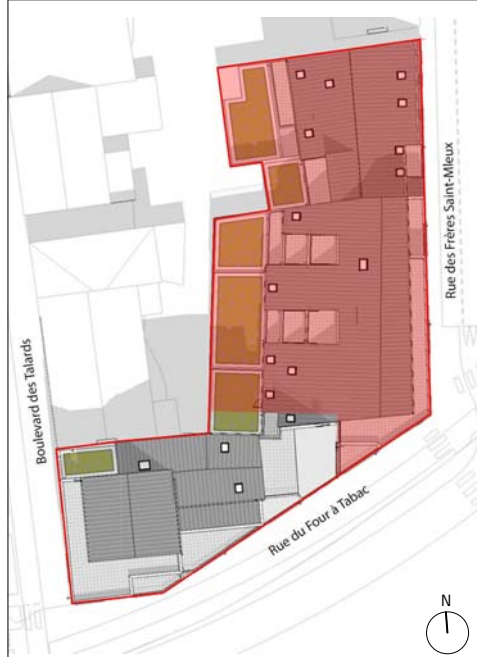 Rue des Frères Saint-Mleux
Boulevard des Talards
Rue du Four à Tabac
N